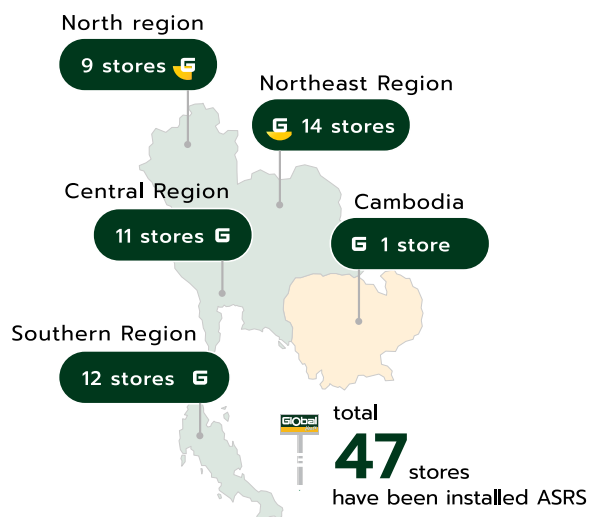 North region
9 stores G
Northeast Region
G 14 stores
Central Region
11 stores G
Cambodia
G 1 store
Southern Region
12 stores G
Global
total
47 stores
have been installed ASRS